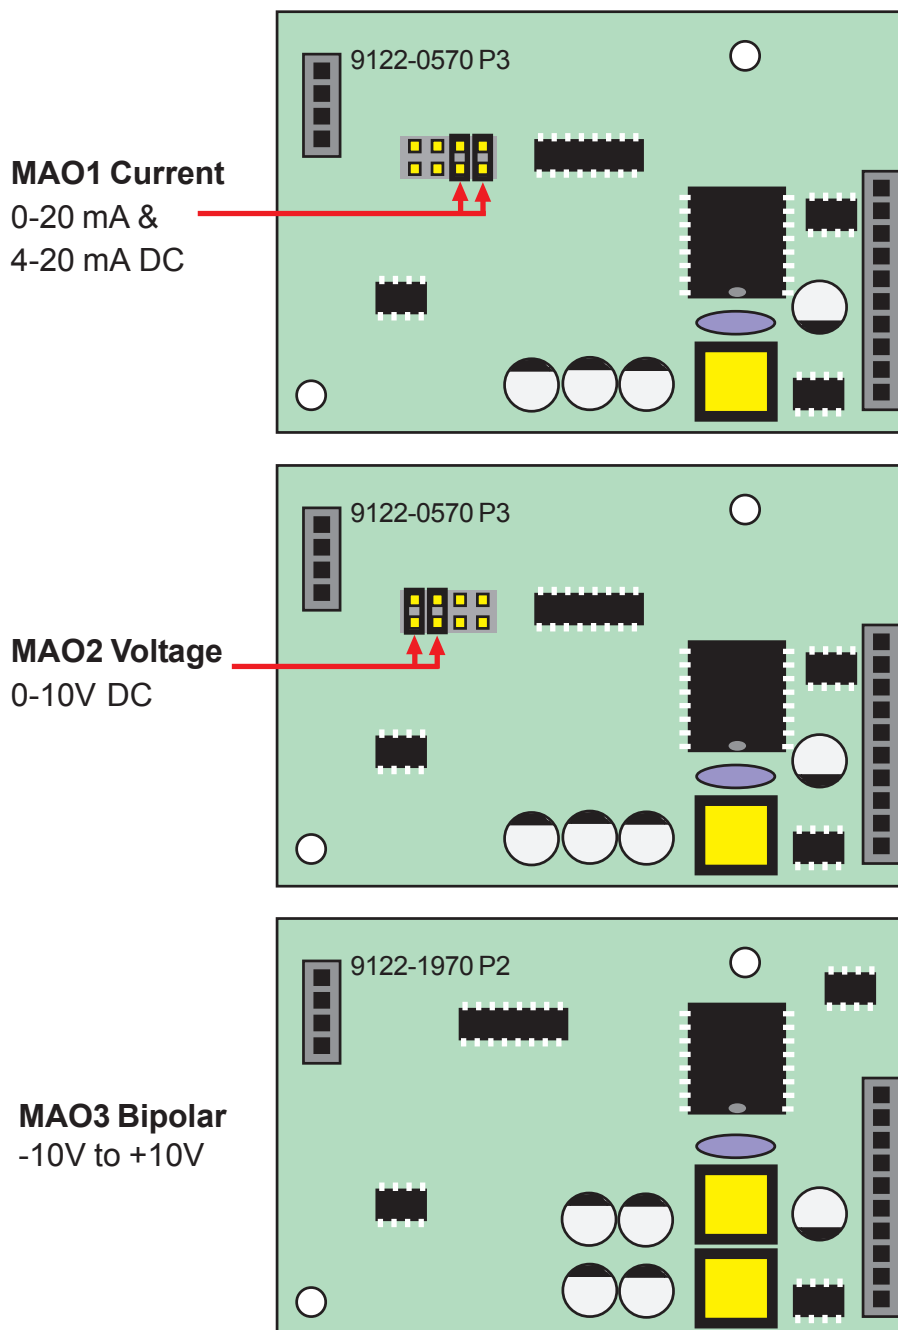 9122-0570 P3
MAO1 Current
0-20 mA &
4-20 mA DC
9122-0570 P3
MAO2 Voltage
0-10V DC
9122-1970 P2
MAO3 Bipolar
-10V to +10V